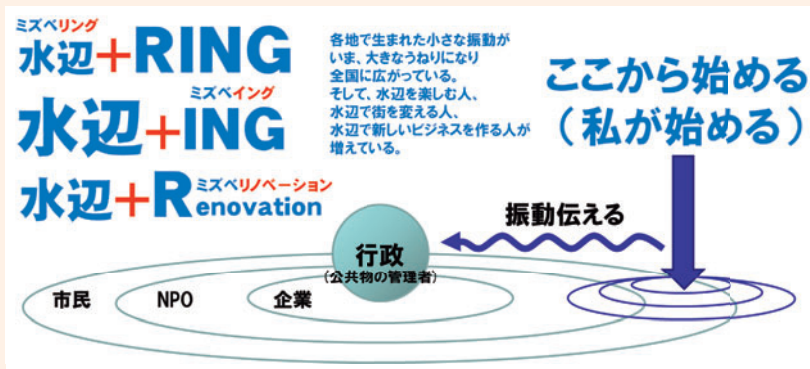 ミズベリング
水辺+RING
ミズベイング
水辺+ING
ミズベリノベーション
水辺+Renovation
各地で生まれた小さな振動が
いま、大きなうねりになり
全国に広がっている。
そして、水辺を楽しむ人、
水辺で街を変える人、
水辺で新しいビジネスを作る人が
増えている。
ここから始める
(私が始める)
振動伝える
行政
(公共物の管理者)
市民
NPO
企業